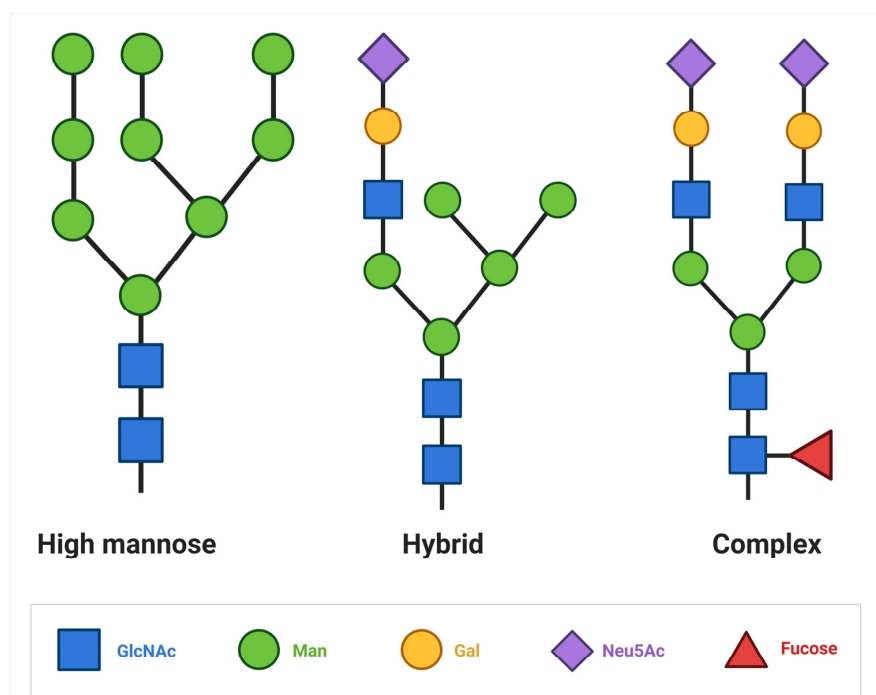 High mannose
Hybrid
Complex
GlcNAc
Man
Gal
Neu5Ac
Fucose